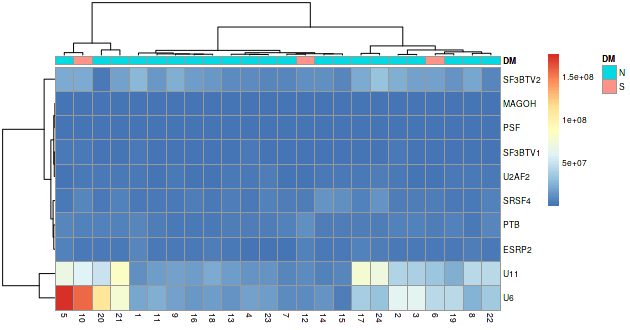 DM
DM
N
S
1.5e+08
1e+08
5e+07
SF3BTV2
MAGOH
PSF
SF3BTV1
U2AF2
SRSF4
PTB
ESRP2
U11
U6
5 10 20 21 1 11 9 16 18 13 4 23 7 12 14 15 17 24 2 3 6 19 8 22